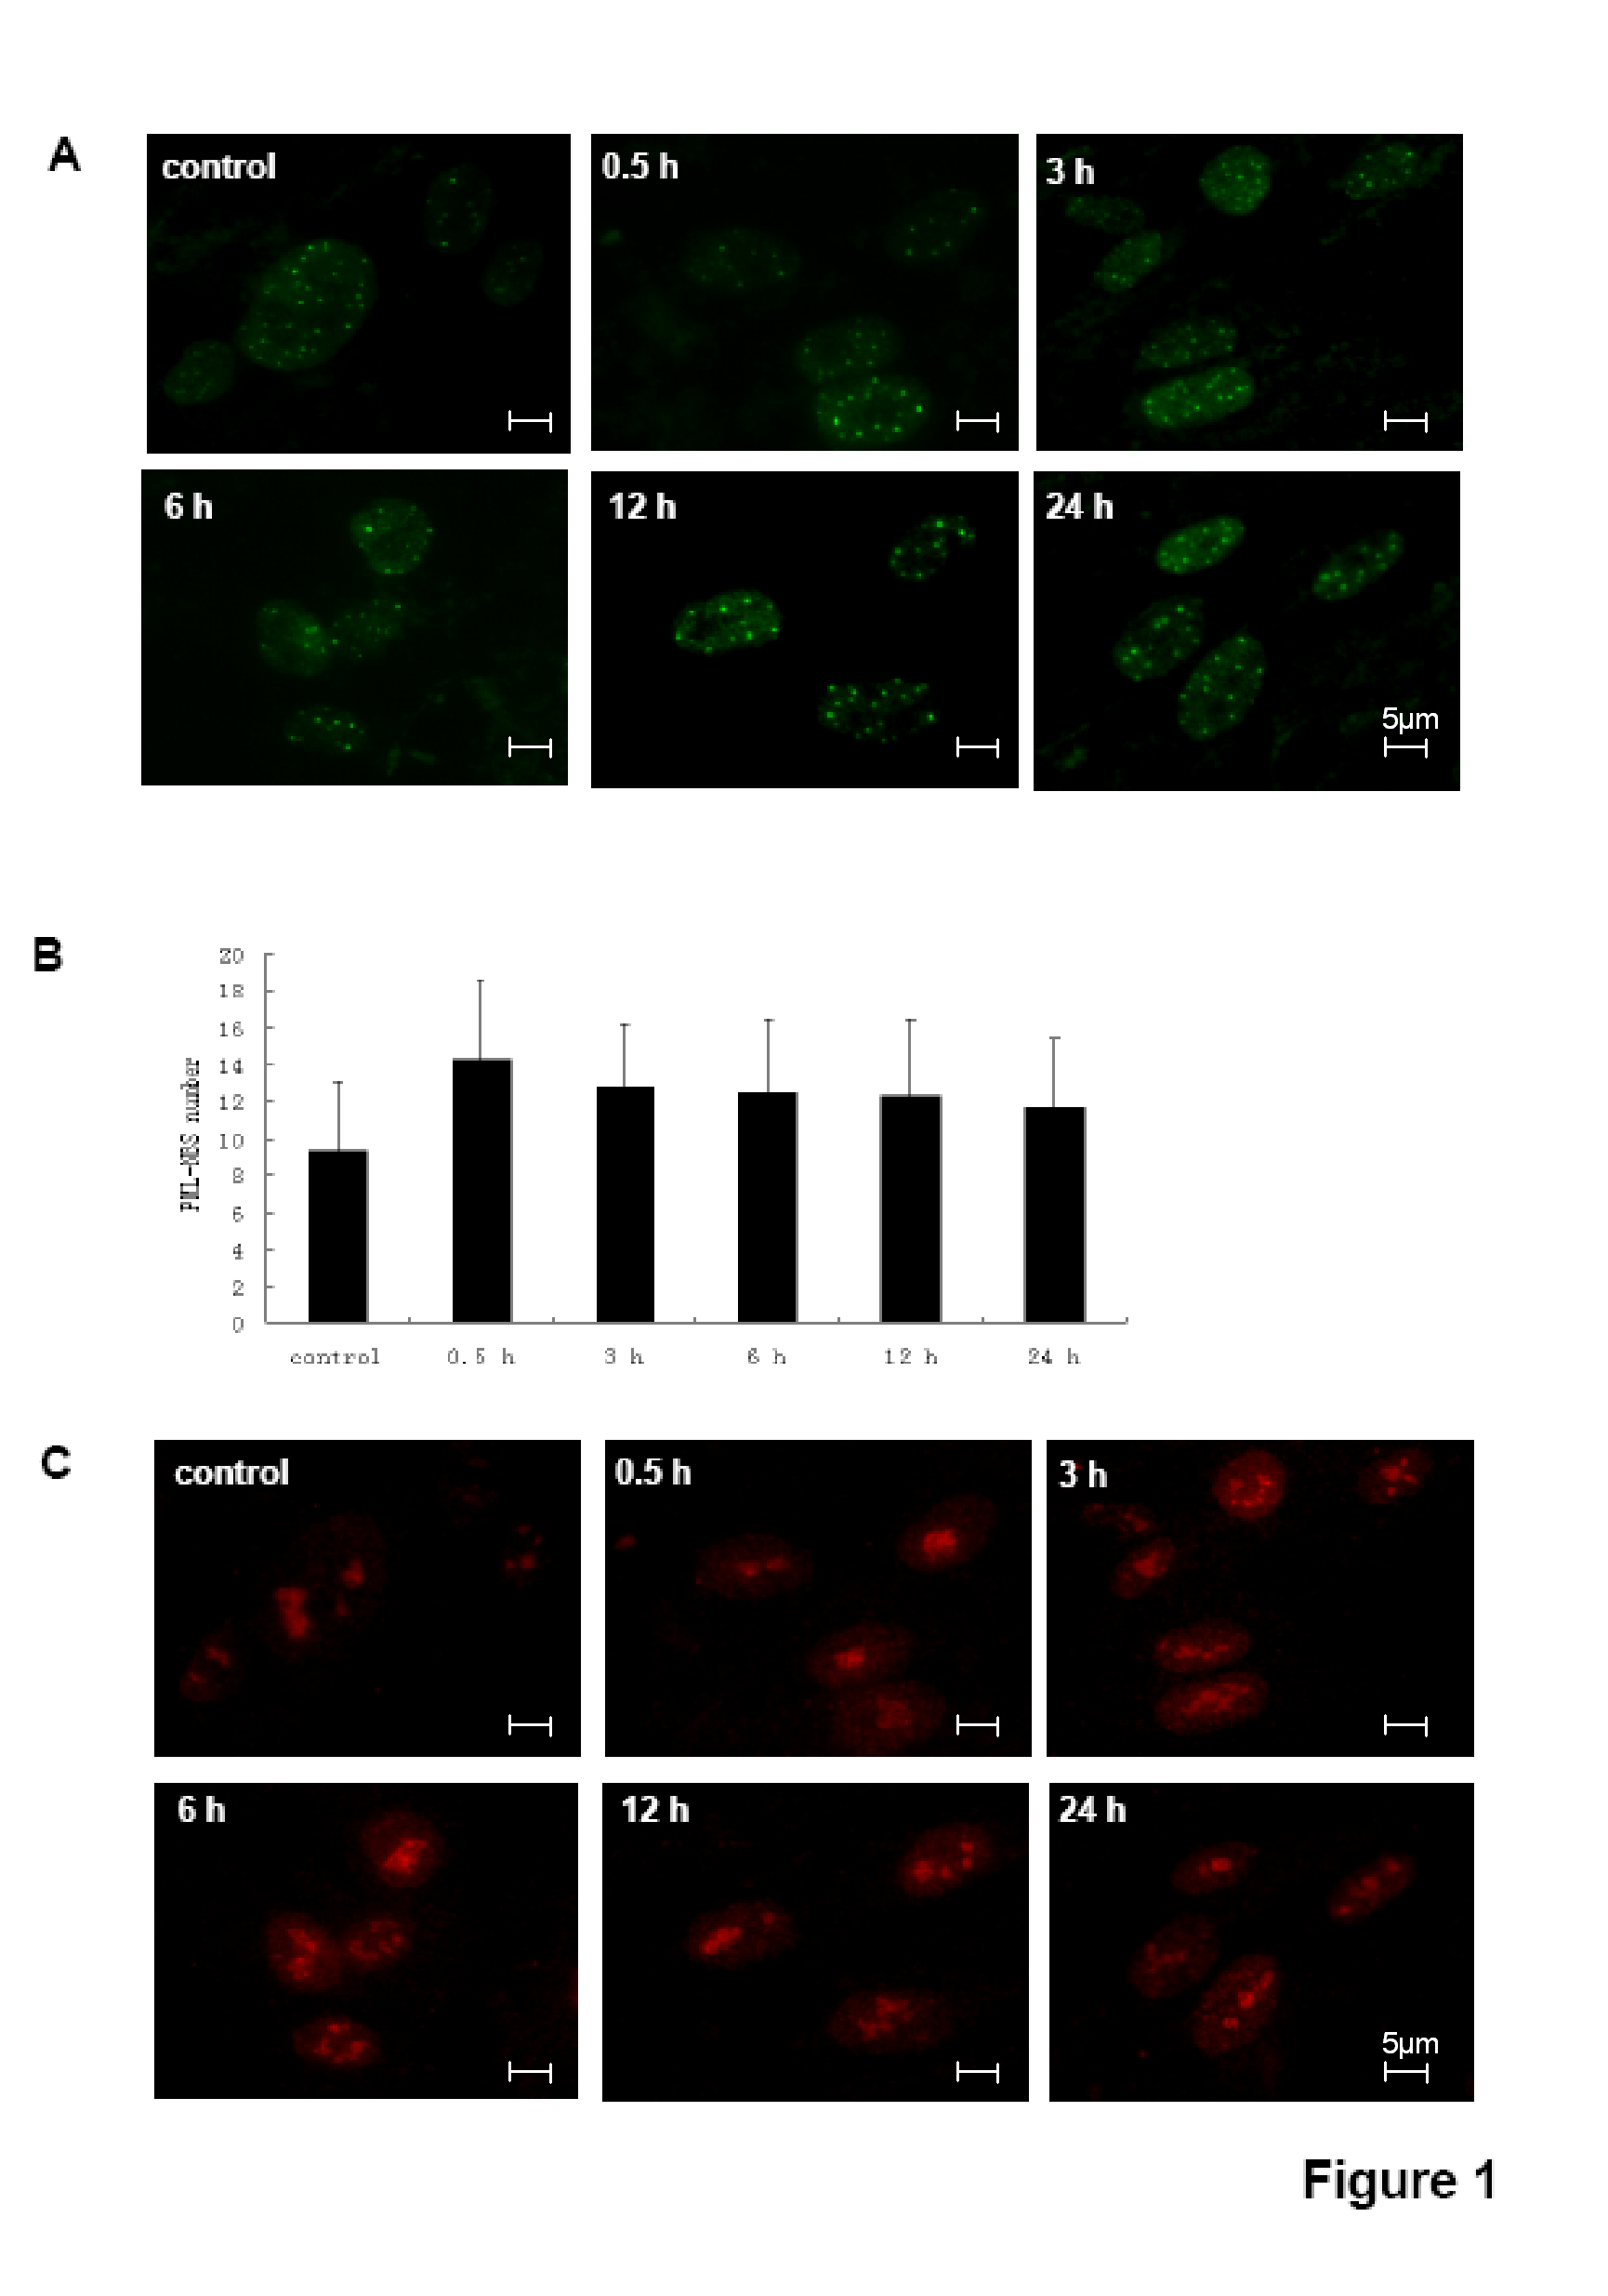 A
control
0.5 h
3 h
6 h
12 h
24 h
5µm
B
20
18
16
14
12
10
8
6
4
2
0
PML-NBS number
control
0.5 h
3 h
6 h
12 h
24 h
C
control
0.5 h
3 h
6 h
12 h
24 h
5µm
Figure 1